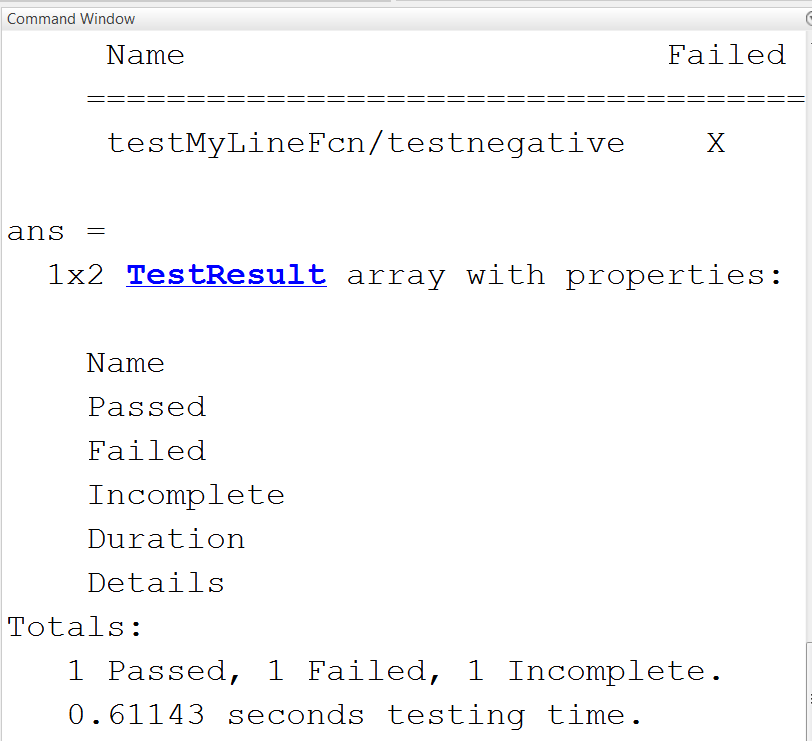 Command Window
Name Failed
====================================
testMyLineFcn/testnegative X
ans =
1x2 TestResult array with properties:
Name
Passed
Failed
Incomplete
Duration
Details
Totals:
1 Passed, 1 Failed, 1 Incomplete.
0.61143 seconds testing time.